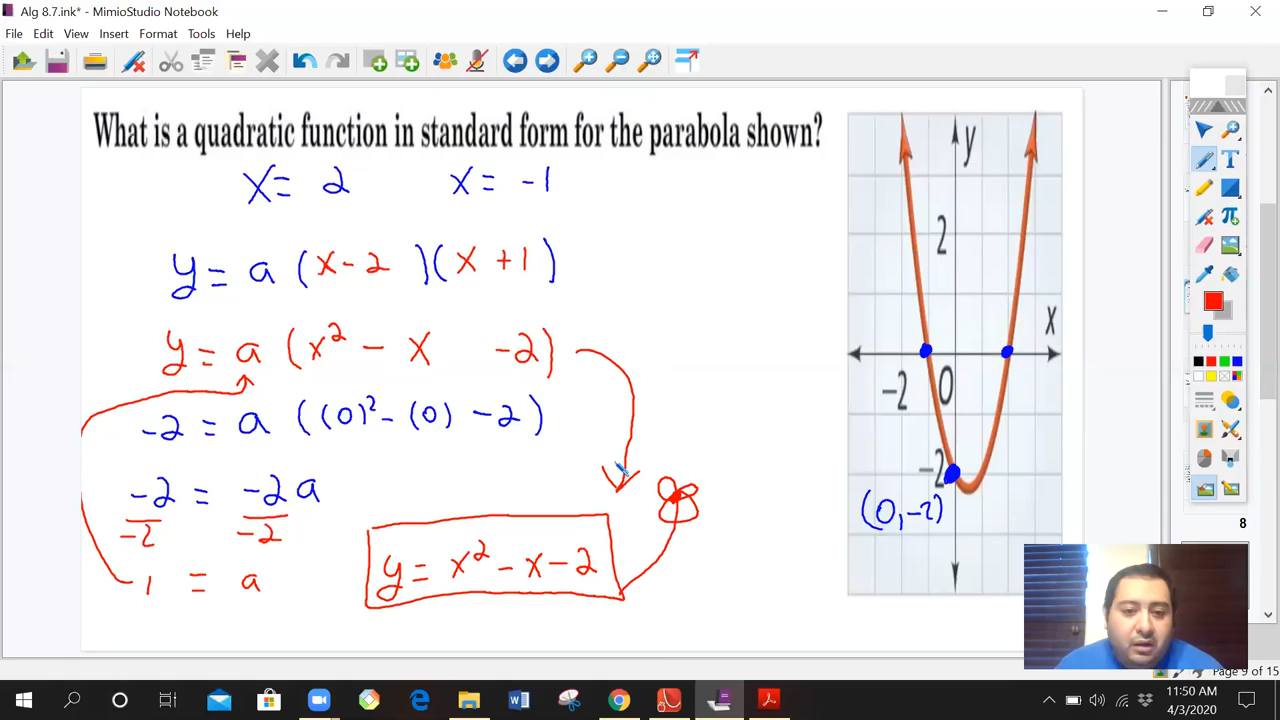 Alg 8.7.ink* - MimioStudio Notebook
File Edit View Insert Format Tools Help
What is a quadratic function in standard form for the parabola shown?
x = 2 x = -1
y = a (x-2)(x+1)
y = a (x² - x -2)
-2 = a ((0)² - (0) -2)
-2 = -2a
-2 -2
1 = a
y = x² - x - 2
y
2
x
-2 0
-2
(0,-2)
8
Page 9 of 15
11:50 AM
4/3/2020